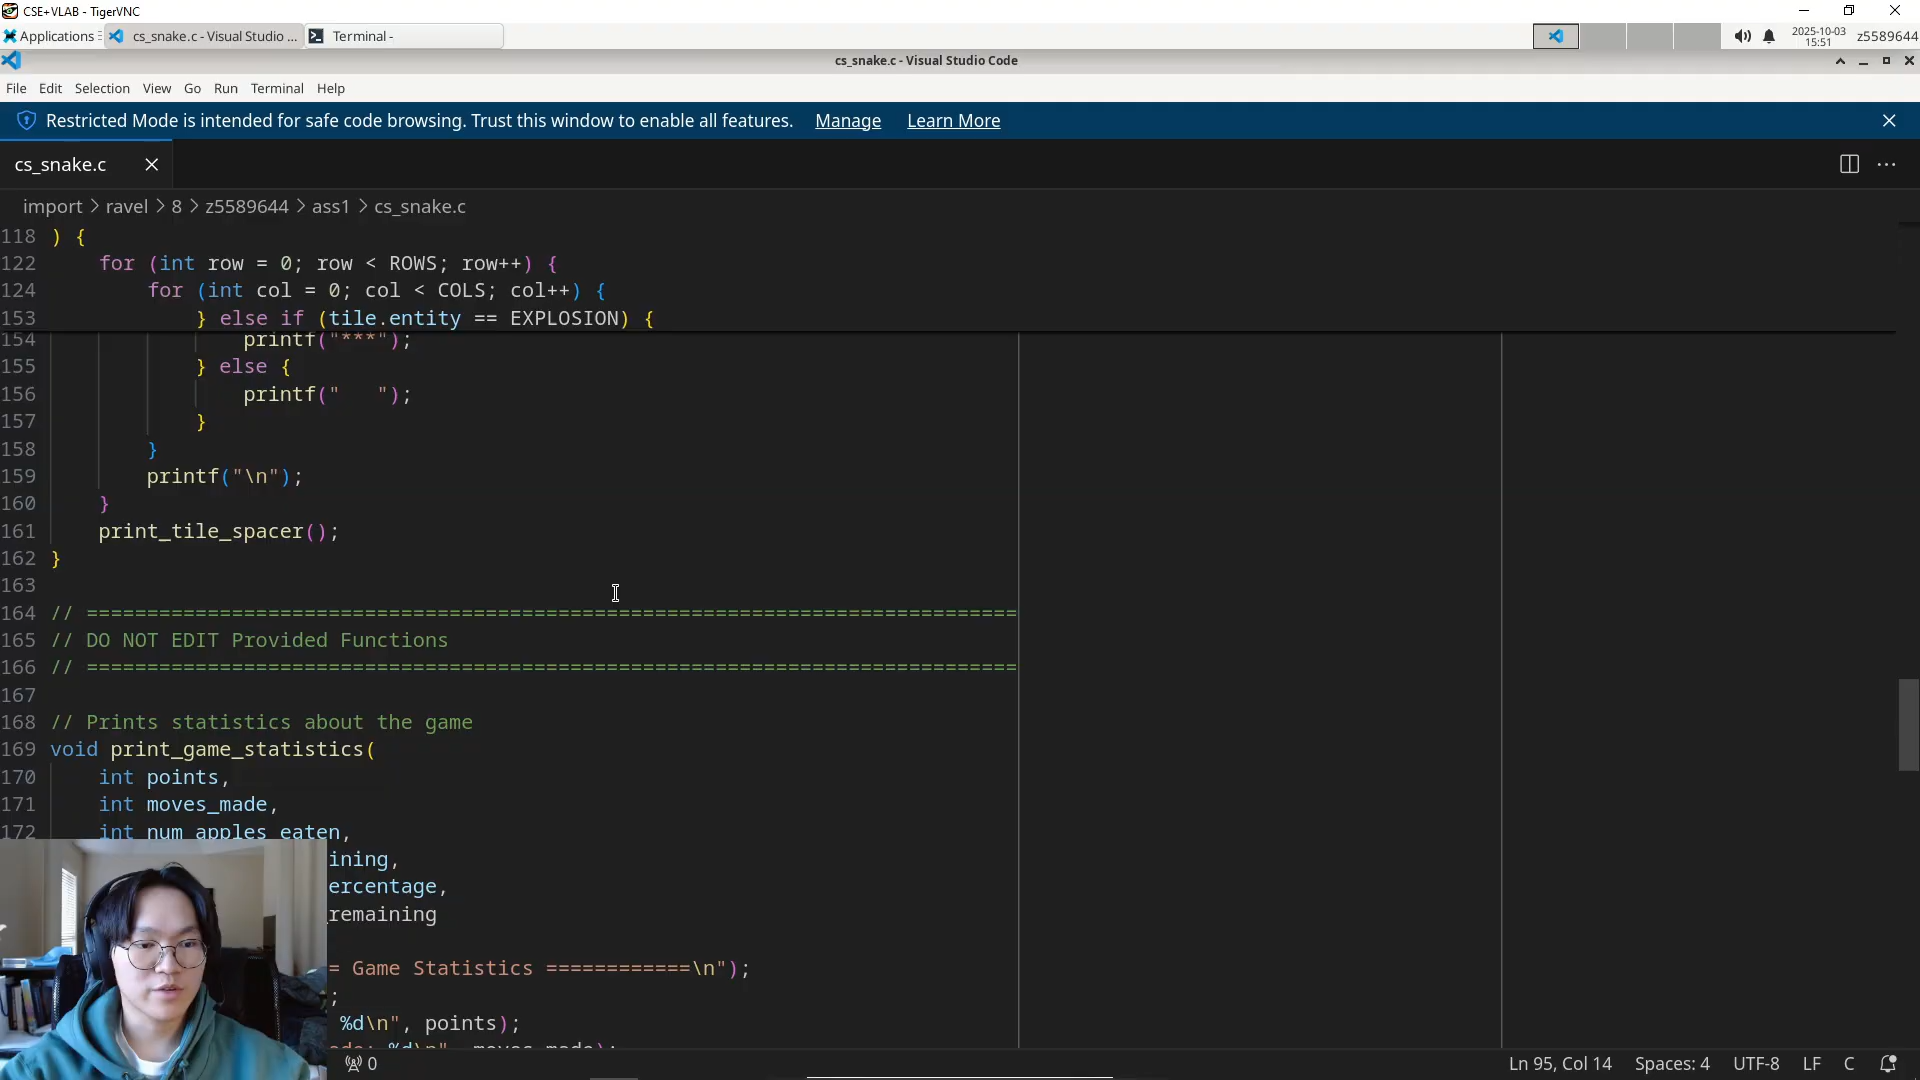 CSE+VLAB - TigerVNC
Applications cs_snake.c - Visual Studio ... Terminal - 2025-10-03 15:51 z5589644
cs_snake.c - Visual Studio Code
File Edit Selection View Go Run Terminal Help
Restricted Mode is intended for safe code browsing. Trust this window to enable all features. Manage Learn More
cs_snake.c
import > ravel > 8 > z5589644 > ass1 > cs_snake.c
118 ) {
122 for (int row = 0; row < ROWS; row++) {
124 for (int col = 0; col < COLS; col++) {
153 } else if (tile.entity == EXPLOSION) {
154 printf("***");
155 } else {
156 printf("   ");
157 }
158 }
159 printf("\n");
160 }
161 print_tile_spacer();
162 }
163
164 // =============================================================================
165 // DO NOT EDIT Provided Functions
166 // =============================================================================
167
168 // Prints statistics about the game
169 void print_game_statistics(
170 int points,
171 int moves_made,
172 int num_apples_eaten,
ining,
ercentage,
remaining
= Game Statistics ============\n");
;
%d\n", points);
%d\n", moves_made);
0 Ln 95, Col 14 Spaces: 4 UTF-8 LF C